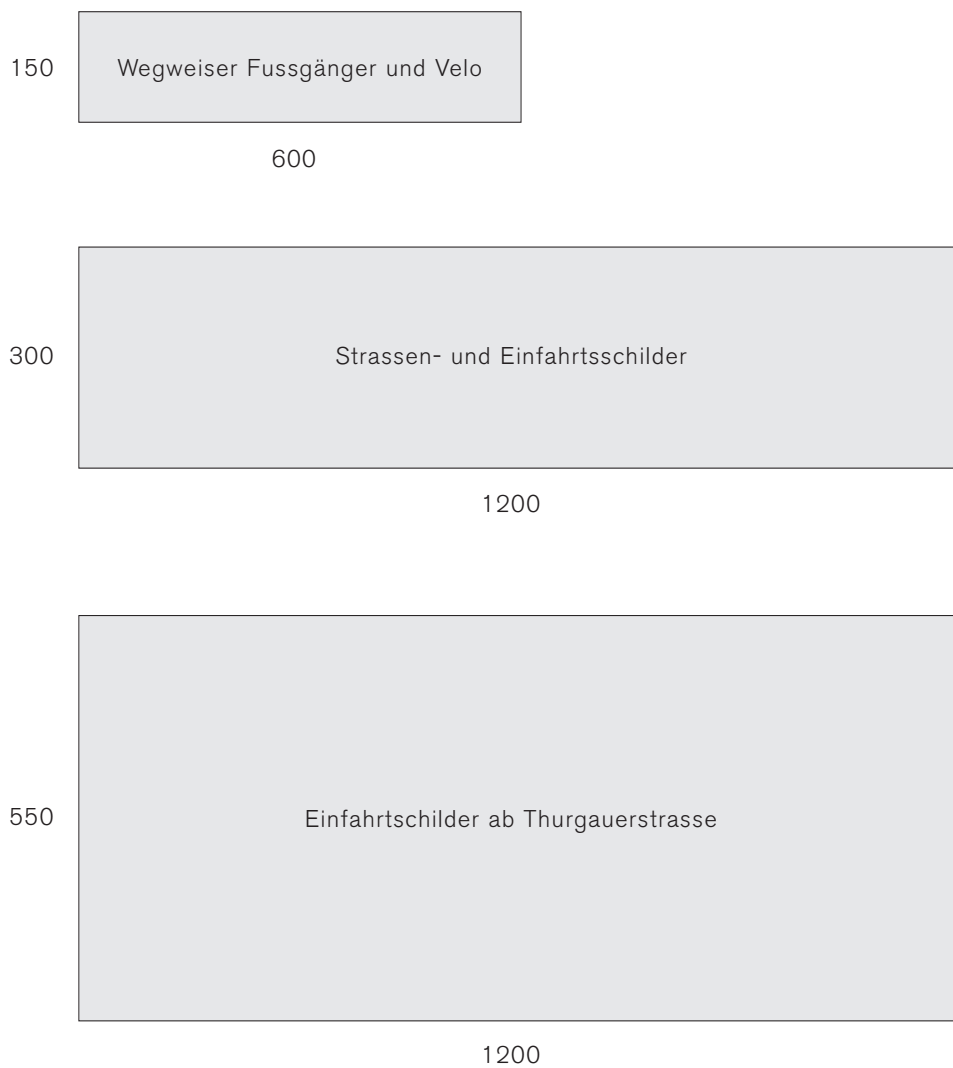 150
Wegweiser Fussgänger und Velo
600
300
Strassen- und Einfahrtsschilder
1200
550
Einfahrtschilder ab Thurgauerstrasse
1200